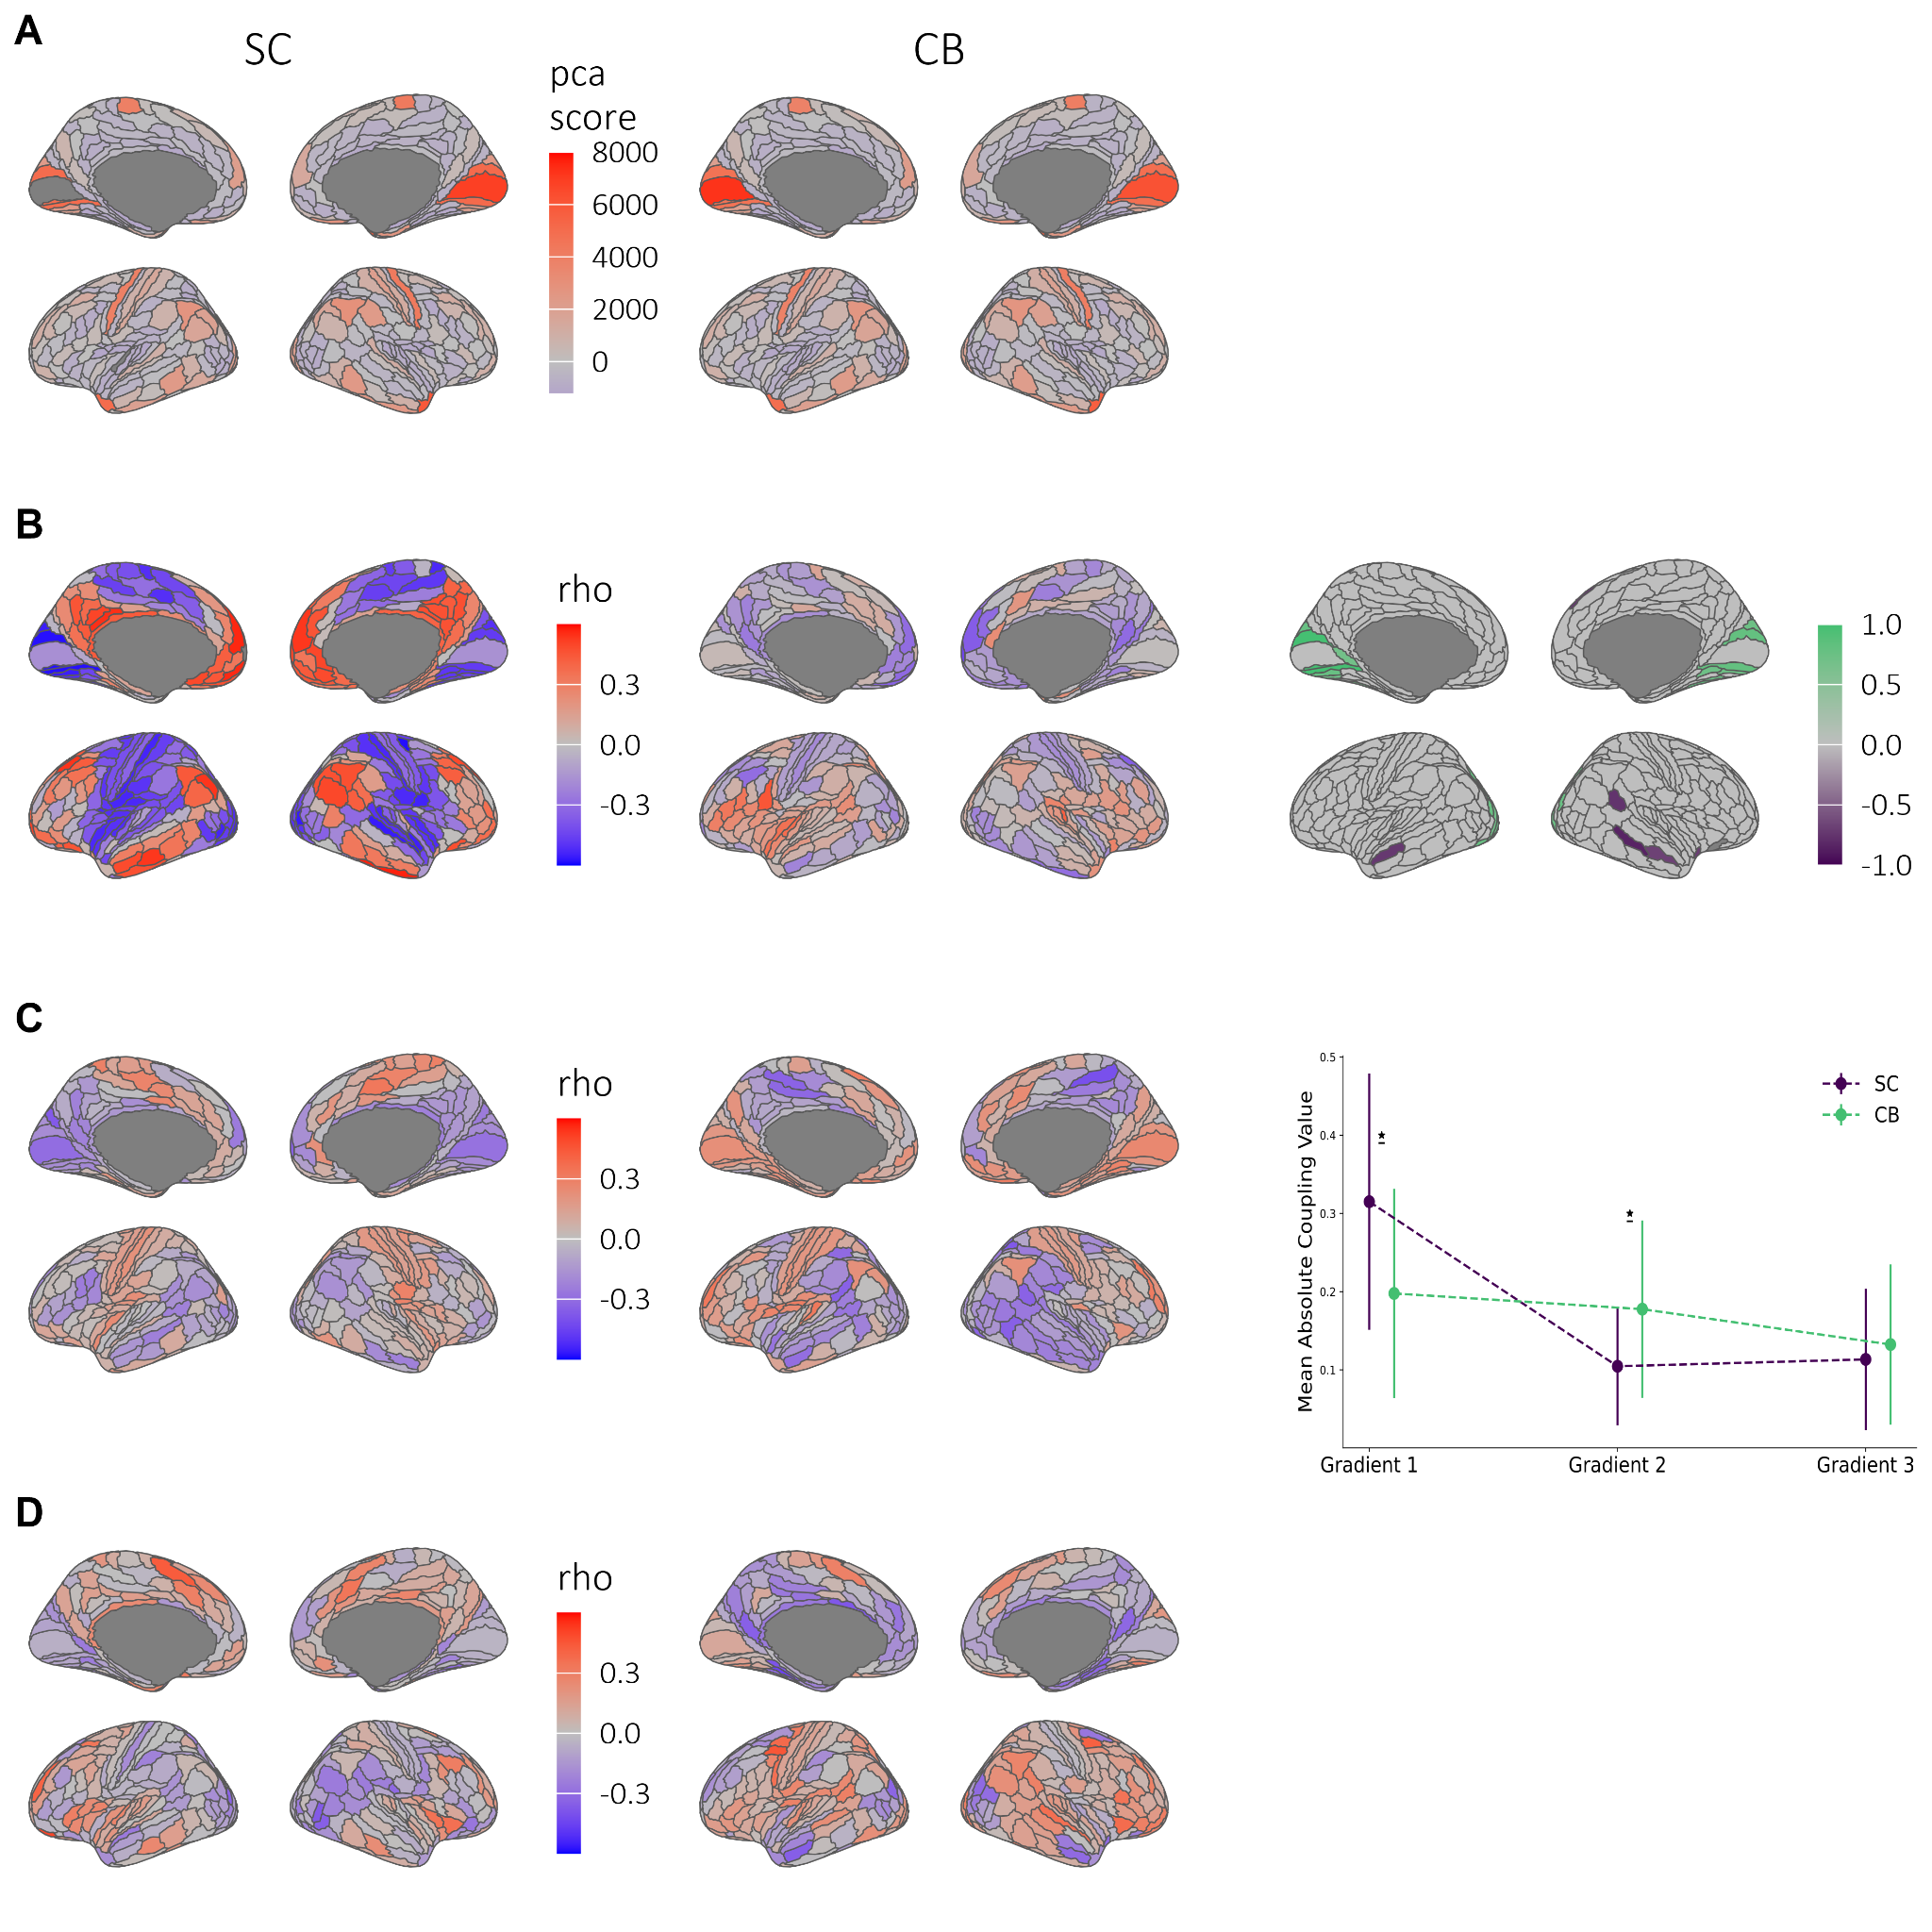 A
SC
CB
pca
score
8000
6000
4000
2000
0
B
rho
0.3
0.0
-0.3
1.0
0.5
0.0
-0.5
-1.0
C
rho
0.3
0.0
-0.3
Mean Absolute Coupling Value
0.5
0.4
0.3
0.2
0.1
SC
CB
Gradient 1
Gradient 2
Gradient 3
D
rho
0.3
0.0
-0.3